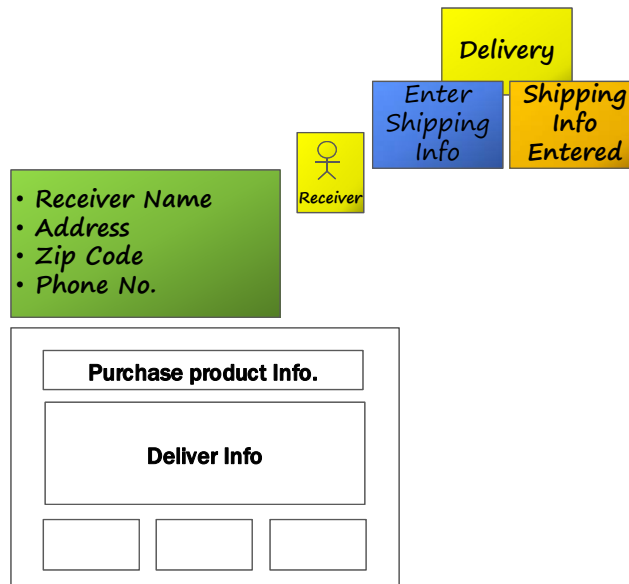 Delivery
Enter
Shipping
Info
Shipping
Info
Entered
Receiver
• Receiver Name
• Address
• Zip Code
• Phone No.
Purchase product Info.
Deliver Info